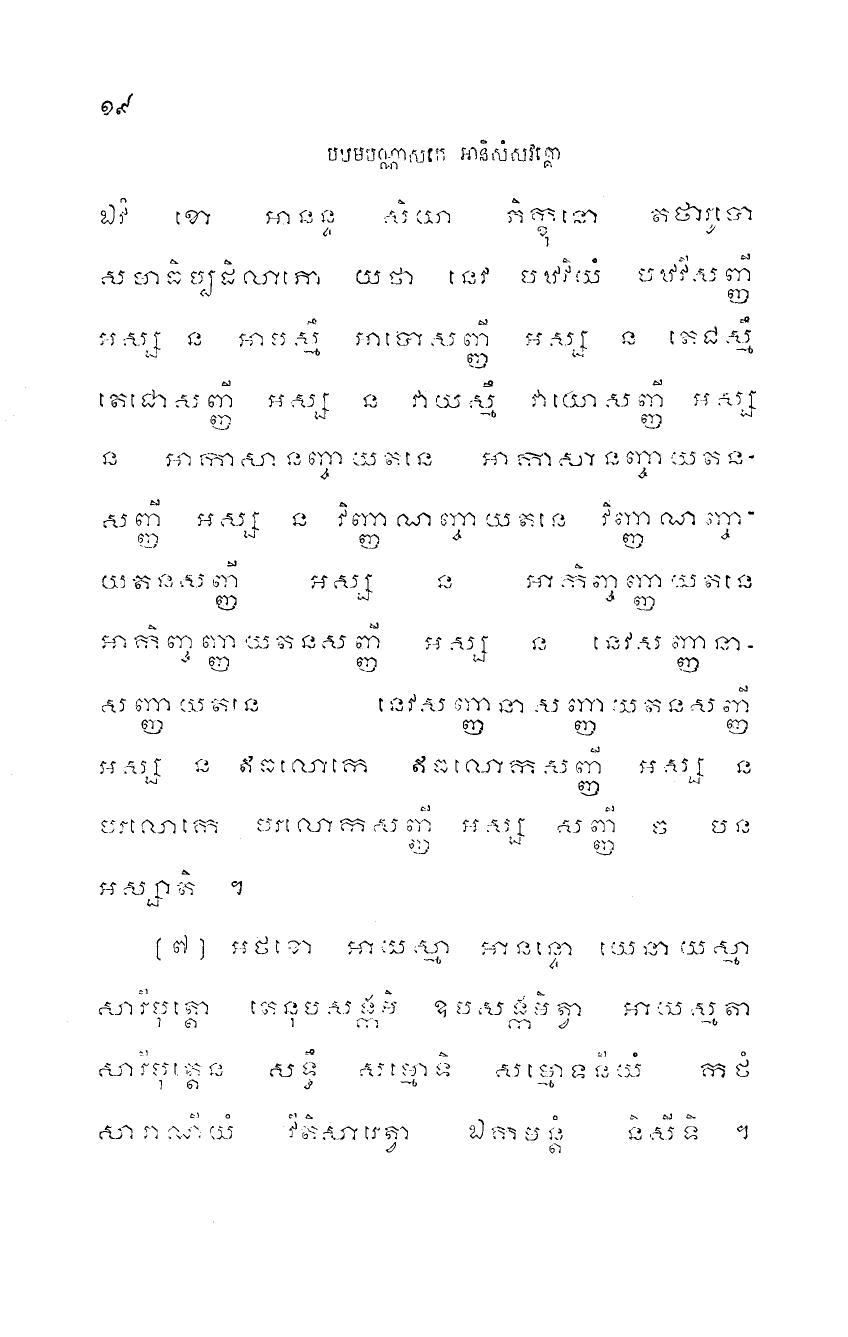 ១៩
បឋមបណ្ណាសកេ អានិសំសវគ្គោ
ឯវំ ខោ អានន្ទ សិយា ភិក្ខុនោ តថារូបោ
សមាធិប្បដិលាភោ យថា នេវ បឋវិយំ បឋវីសញ្ញី
អស្ស ន អាបស្មឹ អាបោសញ្ញី អស្ស ន តេជស្មឹ
តេជោសញ្ញី អស្ស ន វាយស្មឹ វាយោសញ្ញី អស្ស
ន អាកាសានញ្ចាយតនេ អាកាសានញ្ចាយតន-
សញ្ញី អស្ស ន វិញ្ញាណញ្ចាយតនេ វិញ្ញាណញ្ចា-
យតនសញ្ញី អស្ស ន អាកិញ្ចញ្ញាយតនេ
អាកិញ្ចញ្ញាយតនសញ្ញី អស្ស ន នេវសញ្ញានា-
សញ្ញាយតនេ នេវសញ្ញានាសញ្ញាយតនសញ្ញី
អស្ស ន ឥធលោកេ ឥធលោកសញ្ញី អស្ស ន
បរលោកេ បរលោកសញ្ញី អស្ស សញ្ញី ច បន
អស្សាតិ ។
[៧] អថខោ អាយស្មា អានន្ទោ យេនាយស្មា
សារីបុត្តោ តេនុបសង្កមិ ឧបសង្កមិត្វា អាយស្មតា
សារីបុត្តេន សទ្ធឹ សម្មោទិ សម្មោទនីយំ កថំ
សារាណីយំ វីតិសារេត្វា ឯកមន្តំ និសីទិ ។